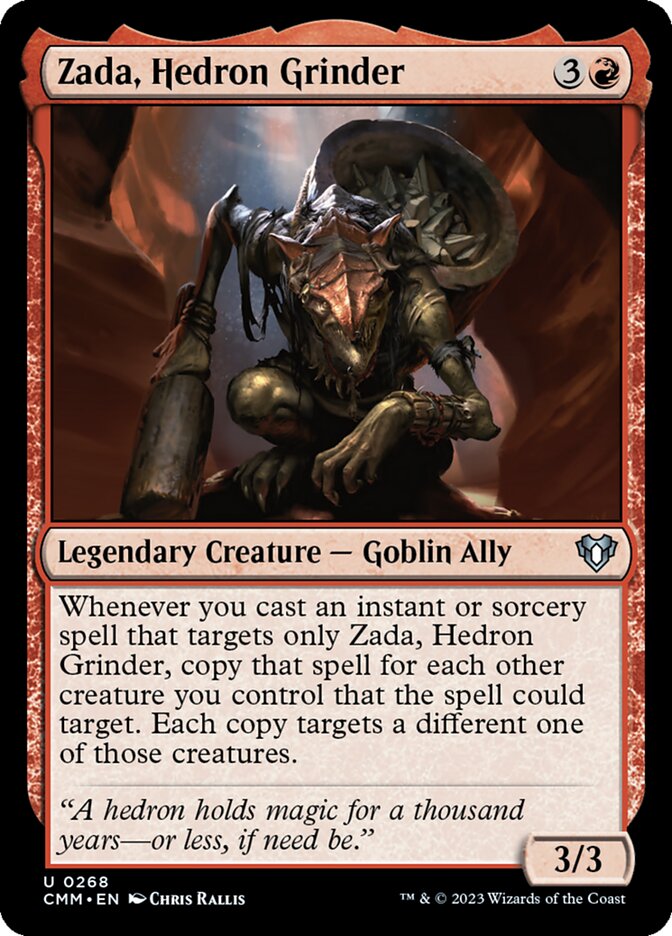 Zada, Hedron Grinder 3
Legendary Creature — Goblin Ally
Whenever you cast an instant or sorcery
spell that targets only Zada, Hedron
Grinder, copy that spell for each other
creature you control that the spell could
target. Each copy targets a different one
of those creatures.
“A hedron holds magic for a thousand
years—or less, if need be.”
3/3
U 0268
CMM • EN Chris Rallis ™ & © 2023 Wizards of the Coast